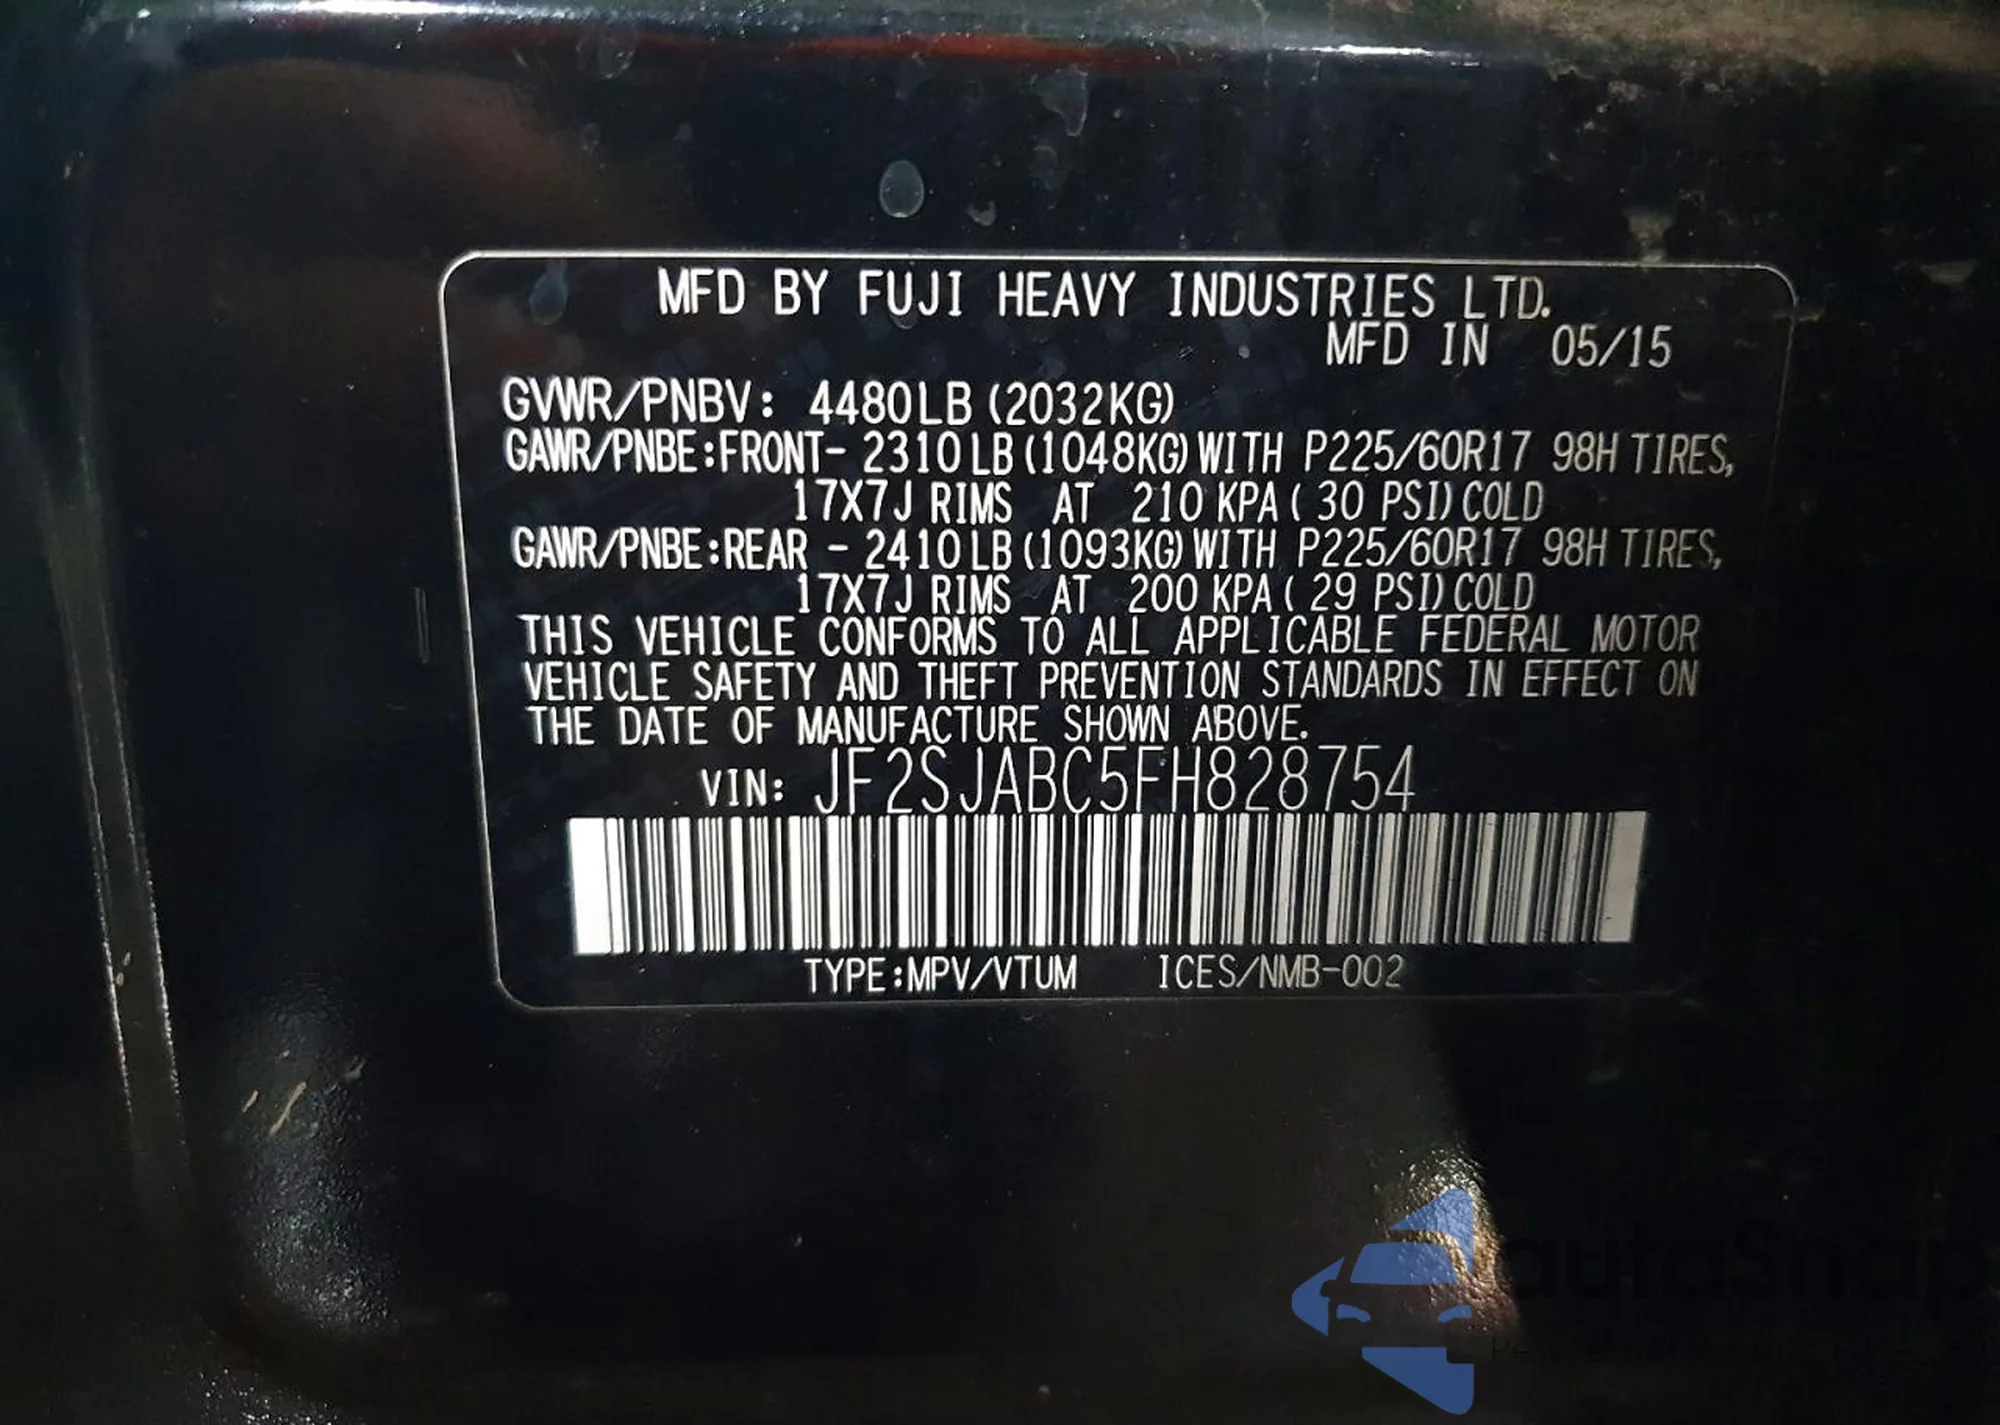 MFD BY FUJI HEAVY INDUSTRIES LTD.
MFD IN 05/15
GVWR/PNBV: 4480LB (2032KG)
GAWR/PNBE:FRONT- 2310 LB (1048KG) WITH P225/60R17 98H TIRES,
17X7J RIMS AT 210 KPA ( 30 PSI) COLD
GAWR/PNBE:REAR - 2410 LB (1093KG) WITH P225/60R17 98H TIRES,
17X7J RIMS AT 200 KPA ( 29 PSI) COLD
THIS VEHICLE CONFORMS TO ALL APPLICABLE FEDERAL MOTOR
VEHICLE SAFETY AND THEFT PREVENTION STANDARDS IN EFFECT ON
THE DATE OF MANUFACTURE SHOWN ABOVE.
VIN: JF2SJABC5FH828754
TYPE:MPV/VTUM ICES/NMB-002
autoSnap